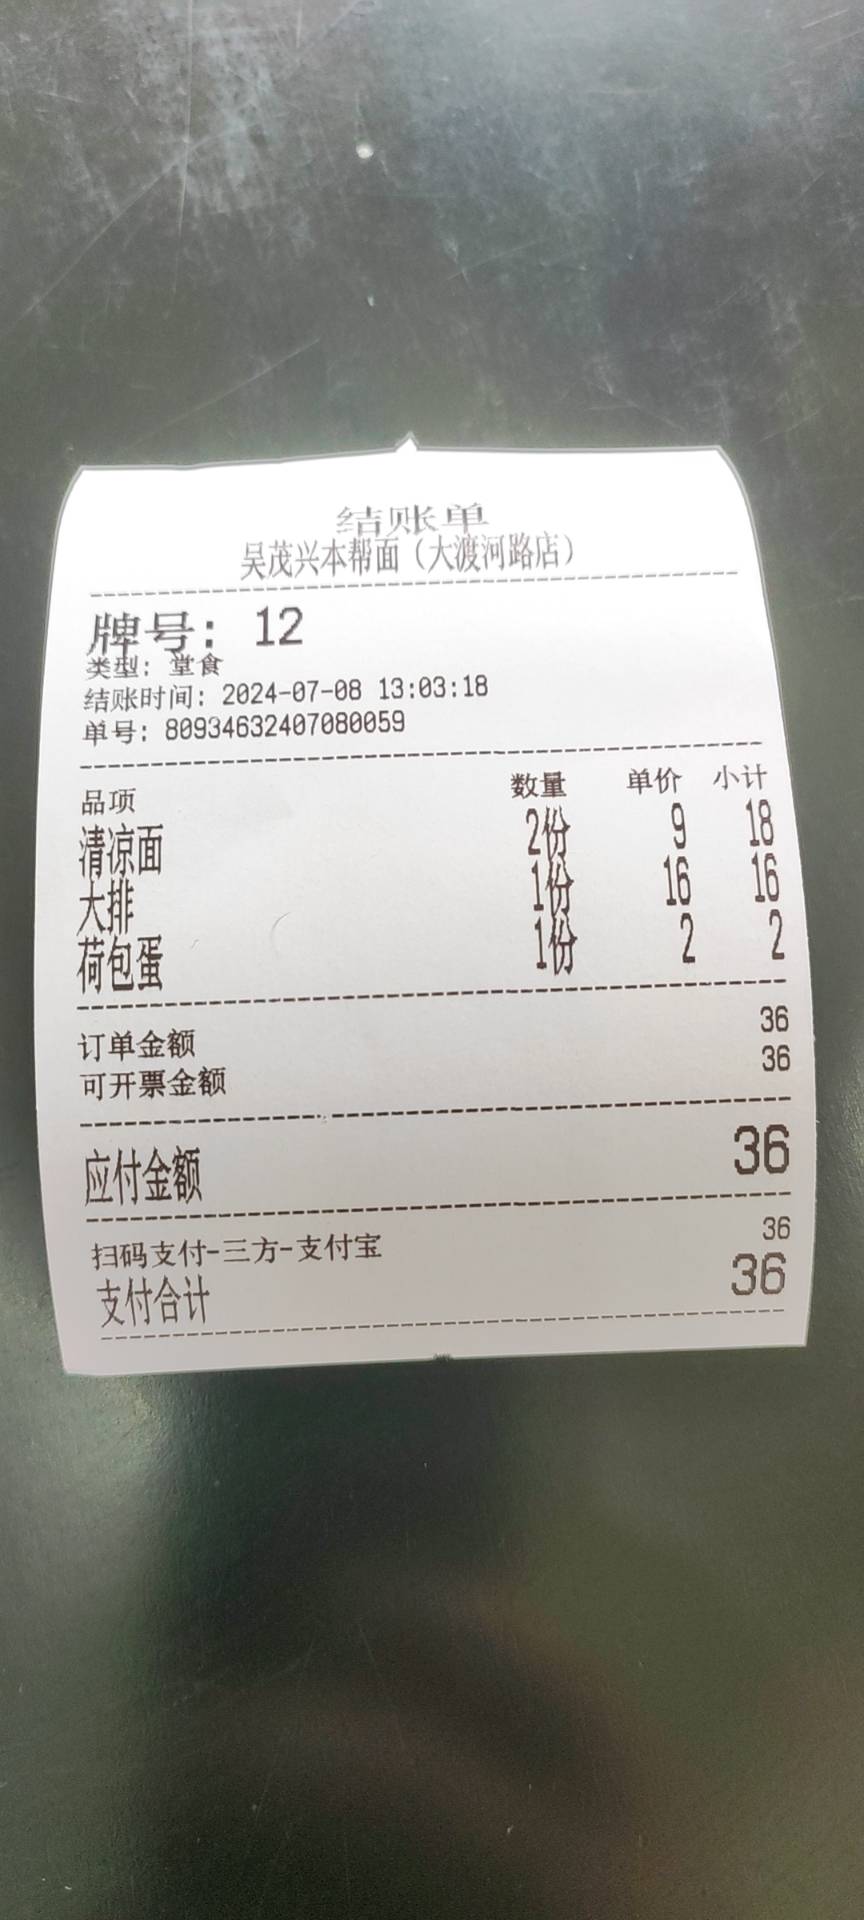 结账单
吴茂兴本帮面（大渡河路店）
牌号: 12
类型: 堂食
结账时间: 2024-07-08 13:03:18
单号: 80934632407080059
品项 数量 单价 小计
清凉面 2份 9 18
大排 1份 16 16
荷包蛋 1份 2 2
订单金额 36
可开票金额 36
应付金额 36
扫码支付-三方-支付宝 36
支付合计 36